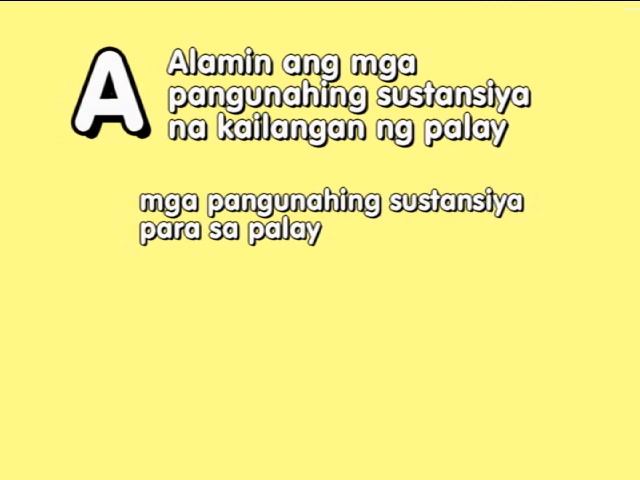 A
Alamin ang mga
pangunahing sustansiya
na kailangan ng palay
mga pangunahing sustansiya
para sa palay